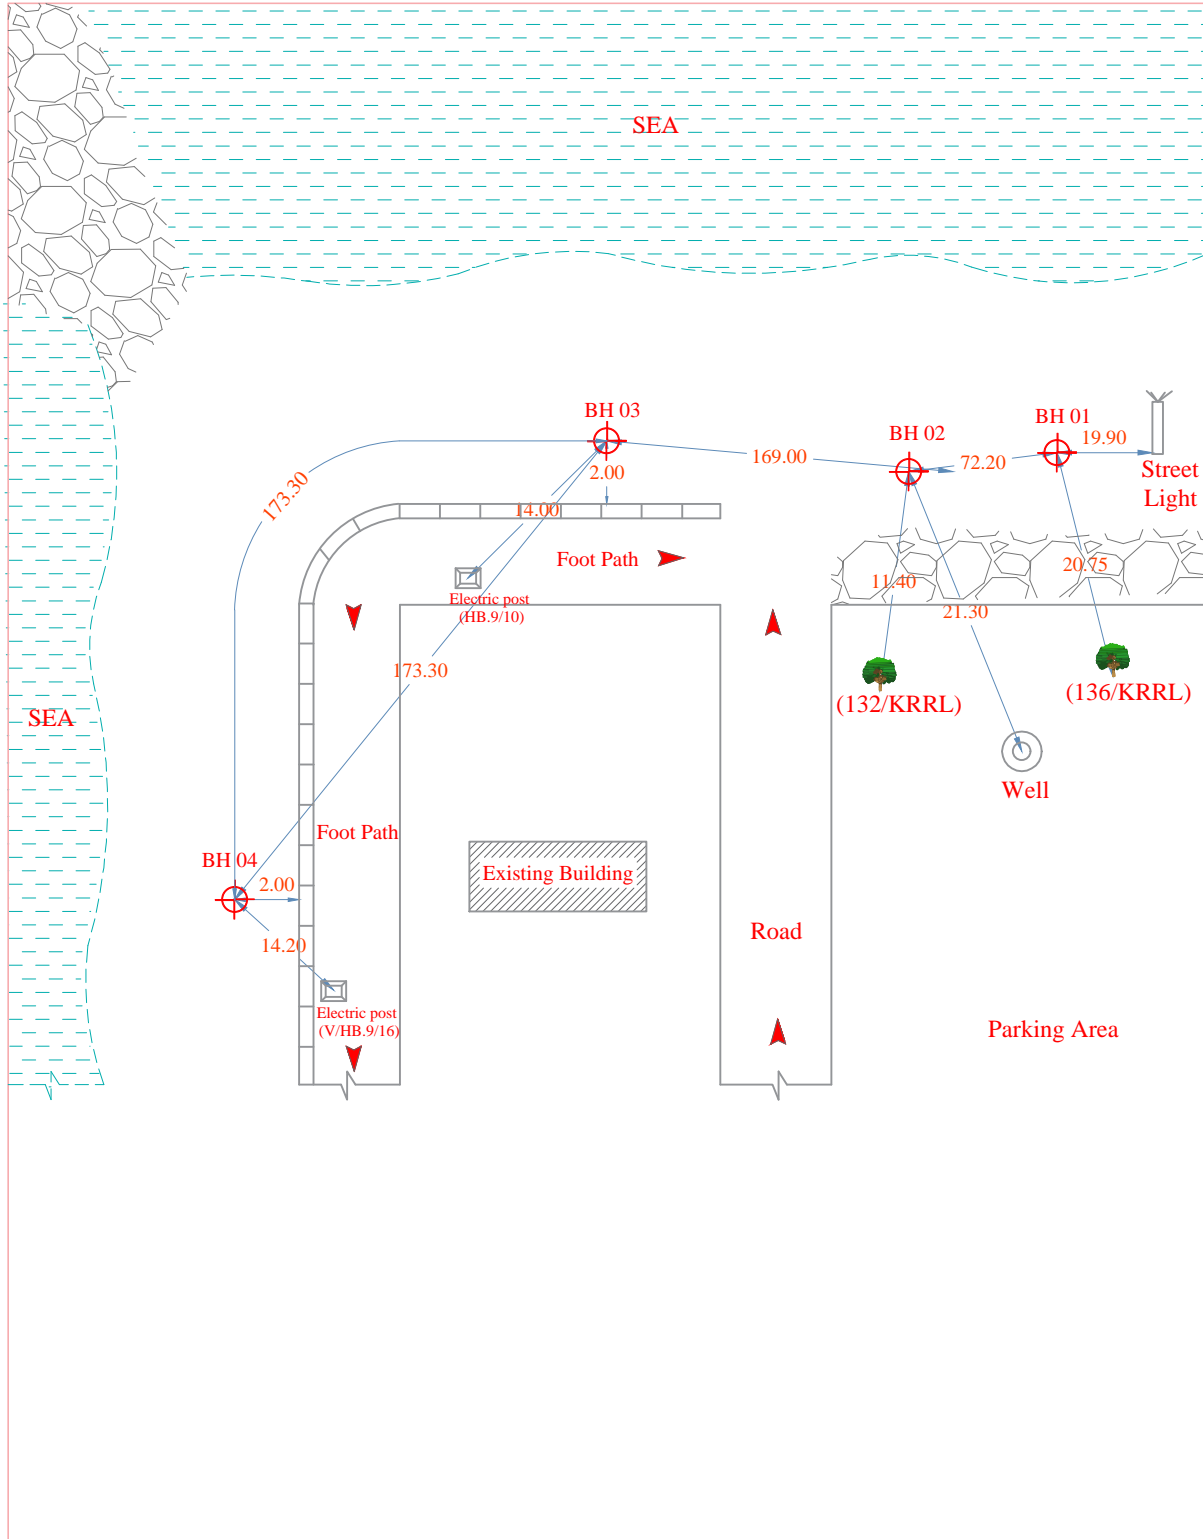 SEA
BH 03
BH 01
BH 02
19.90
169.00
72.20
2.00
Street
Light
173.30
14.00
Foot Path
20.75
11.40
Electric post
(HB.9/10)
21.30
173.30
(132/KRRL)
(136/KRRL)
SEA
Well
Foot Path
BH 04
Existing Building
2.00
Road
14.20
Electric post
(V/HB.9/16)
Parking Area